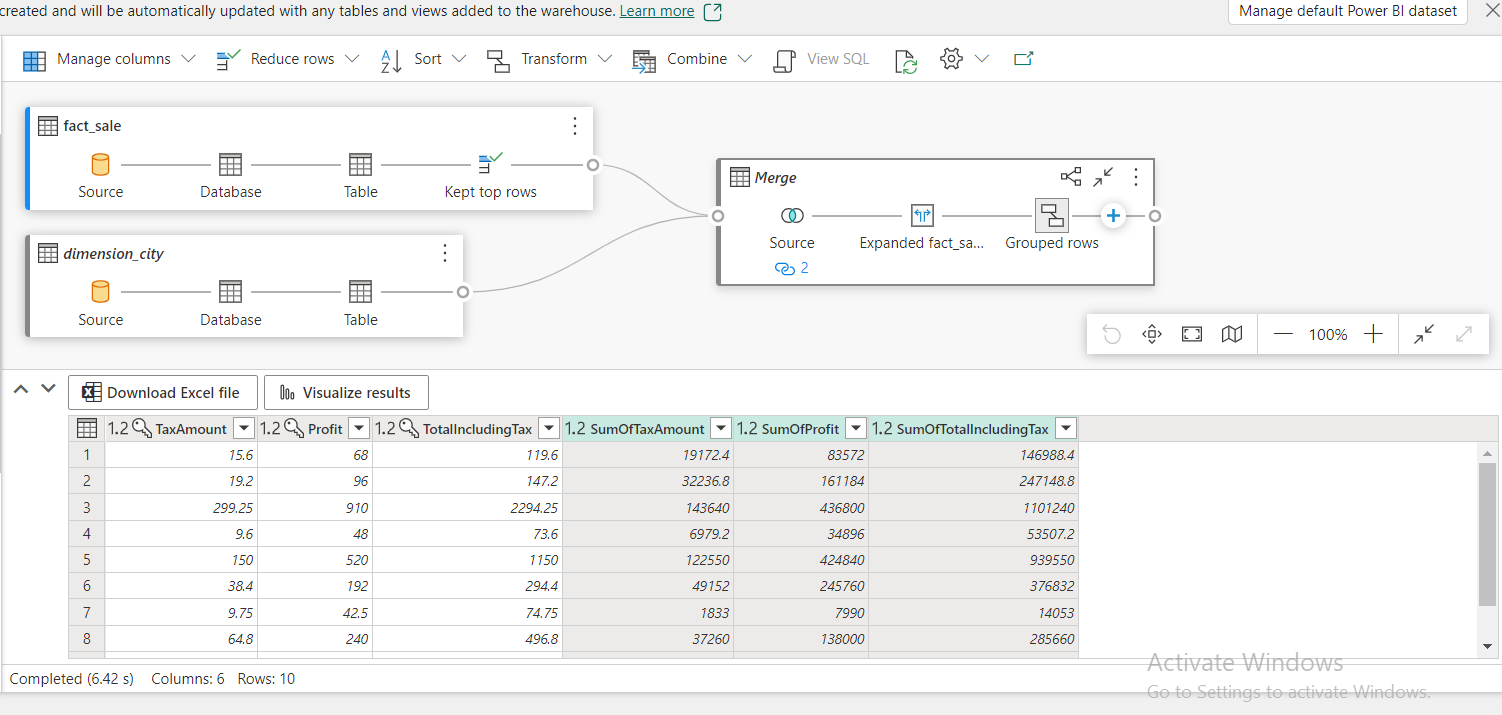 created and will be automatically updated with any tables and views added to the warehouse. Learn more
Manage default Power BI dataset
Manage columns Reduce rows Sort Transform Combine View SQL
fact_sale
Source Database Table Kept top rows
dimension_city
Source Database Table
Merge
Source Expanded fact_sa... Grouped rows
2
100%
Download Excel file Visualize results
1.2 TaxAmount 1.2 Profit 1.2 TotalIncludingTax 1.2 SumOfTaxAmount 1.2 SumOfProfit 1.2 SumOfTotalIncludingTax
1 15.6 68 119.6 19172.4 83572 146988.4
2 19.2 96 147.2 32236.8 161184 247148.8
3 299.25 910 2294.25 143640 436800 1101240
4 9.6 48 73.6 6979.2 34896 53507.2
5 150 520 1150 122550 424840 939550
6 38.4 192 294.4 49152 245760 376832
7 9.75 42.5 74.75 1833 7990 14053
8 64.8 240 496.8 37260 138000 285660
Activate Windows
Go to Settings to activate Windows.
Completed (6.42 s) Columns: 6 Rows: 10